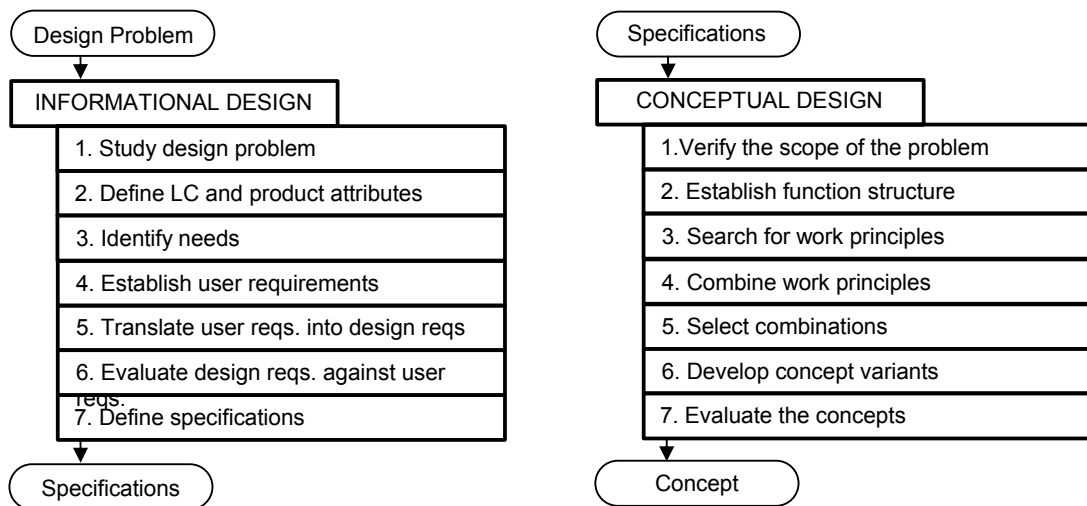 Design Problem
INFORMATIONAL DESIGN
1. Study design problem
2. Define LC and product attributes
3. Identify needs
4. Establish user requirements
5. Translate user reqs. into design reqs
6. Evaluate design reqs. against user
reqs.
7. Define specifications
Specifications
Specifications
CONCEPTUAL DESIGN
1.Verify the scope of the problem
2. Establish function structure
3. Search for work principles
4. Combine work principles
5. Select combinations
6. Develop concept variants
7. Evaluate the concepts
Concept